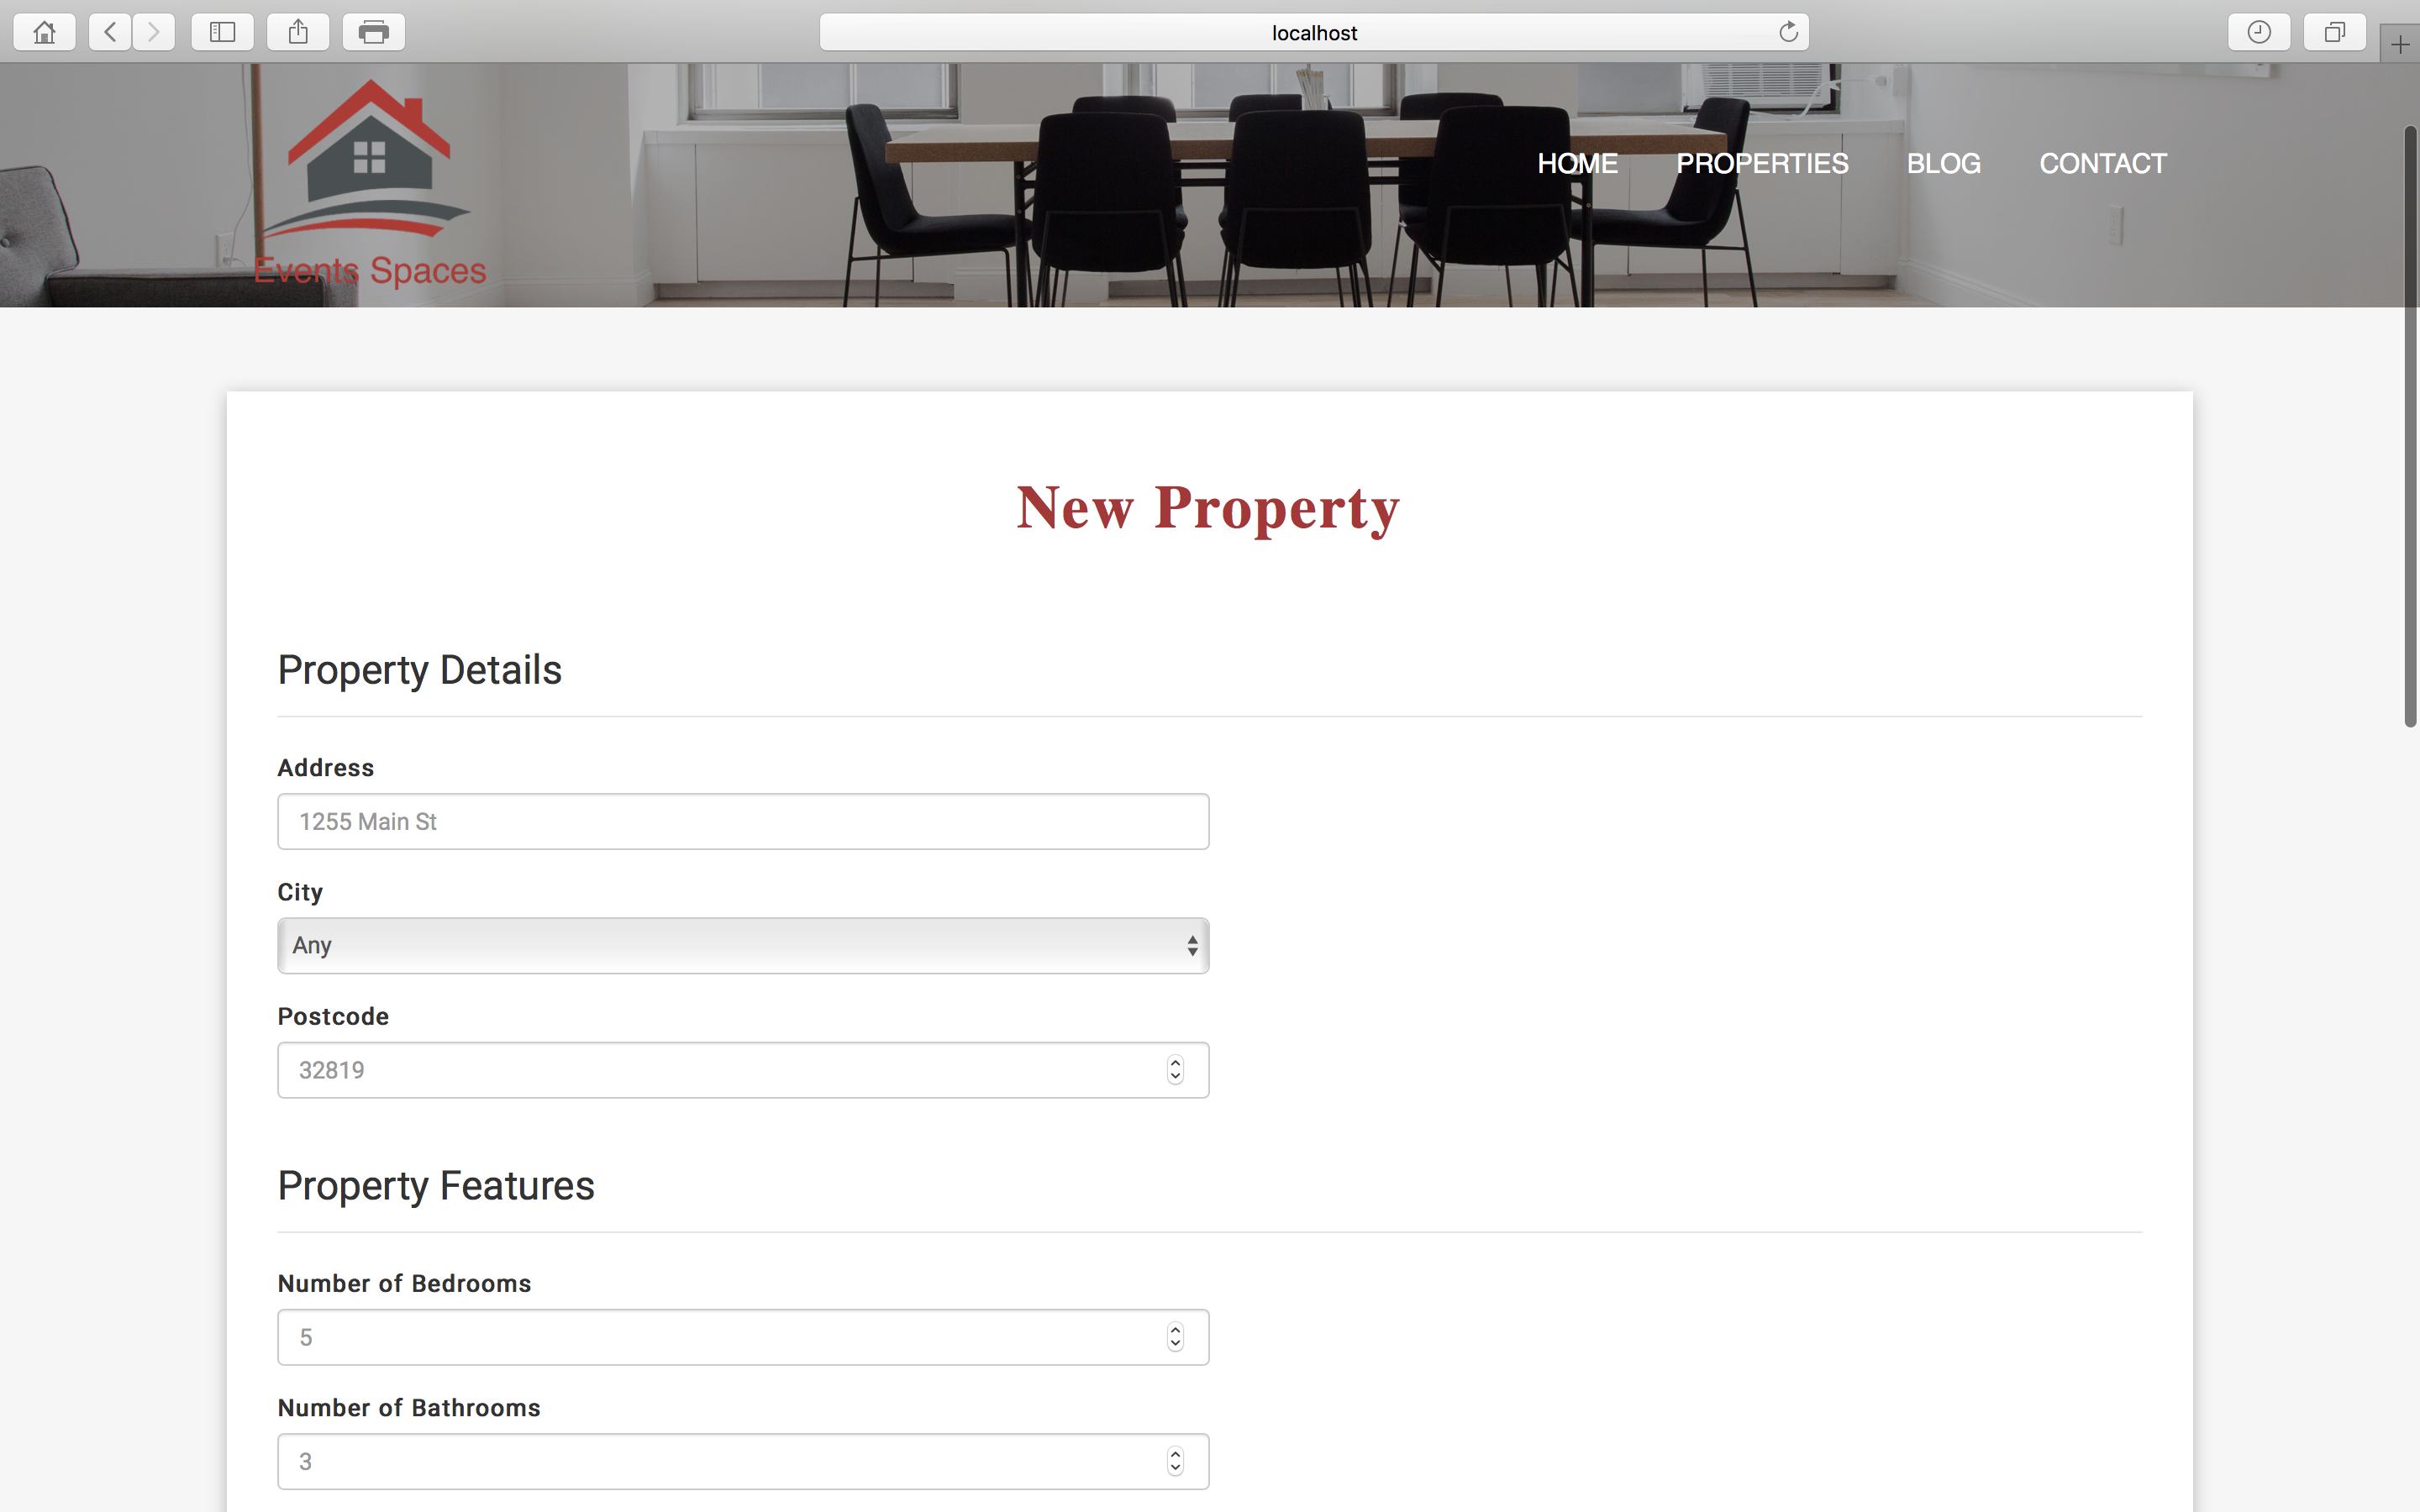 localhost
HOME PROPERTIES BLOG CONTACT
Events Spaces
New Property
Property Details
Address
1255 Main St
City
Any
Postcode
32819
Property Features
Number of Bedrooms
5
Number of Bathrooms
3